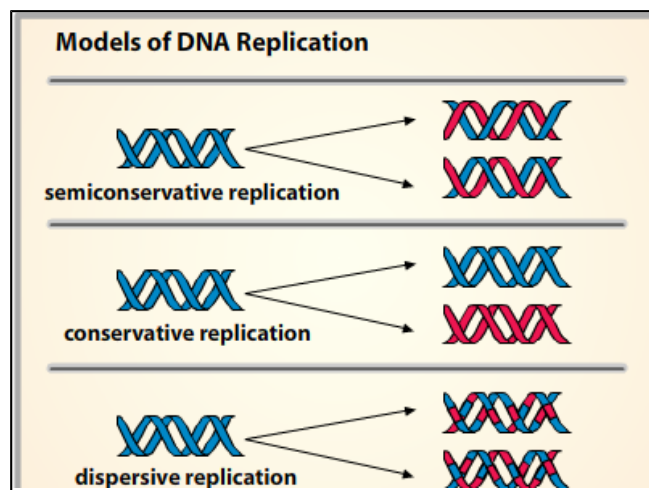 Models of DNA Replication
semiconservative replication
conservative replication
dispersive replication